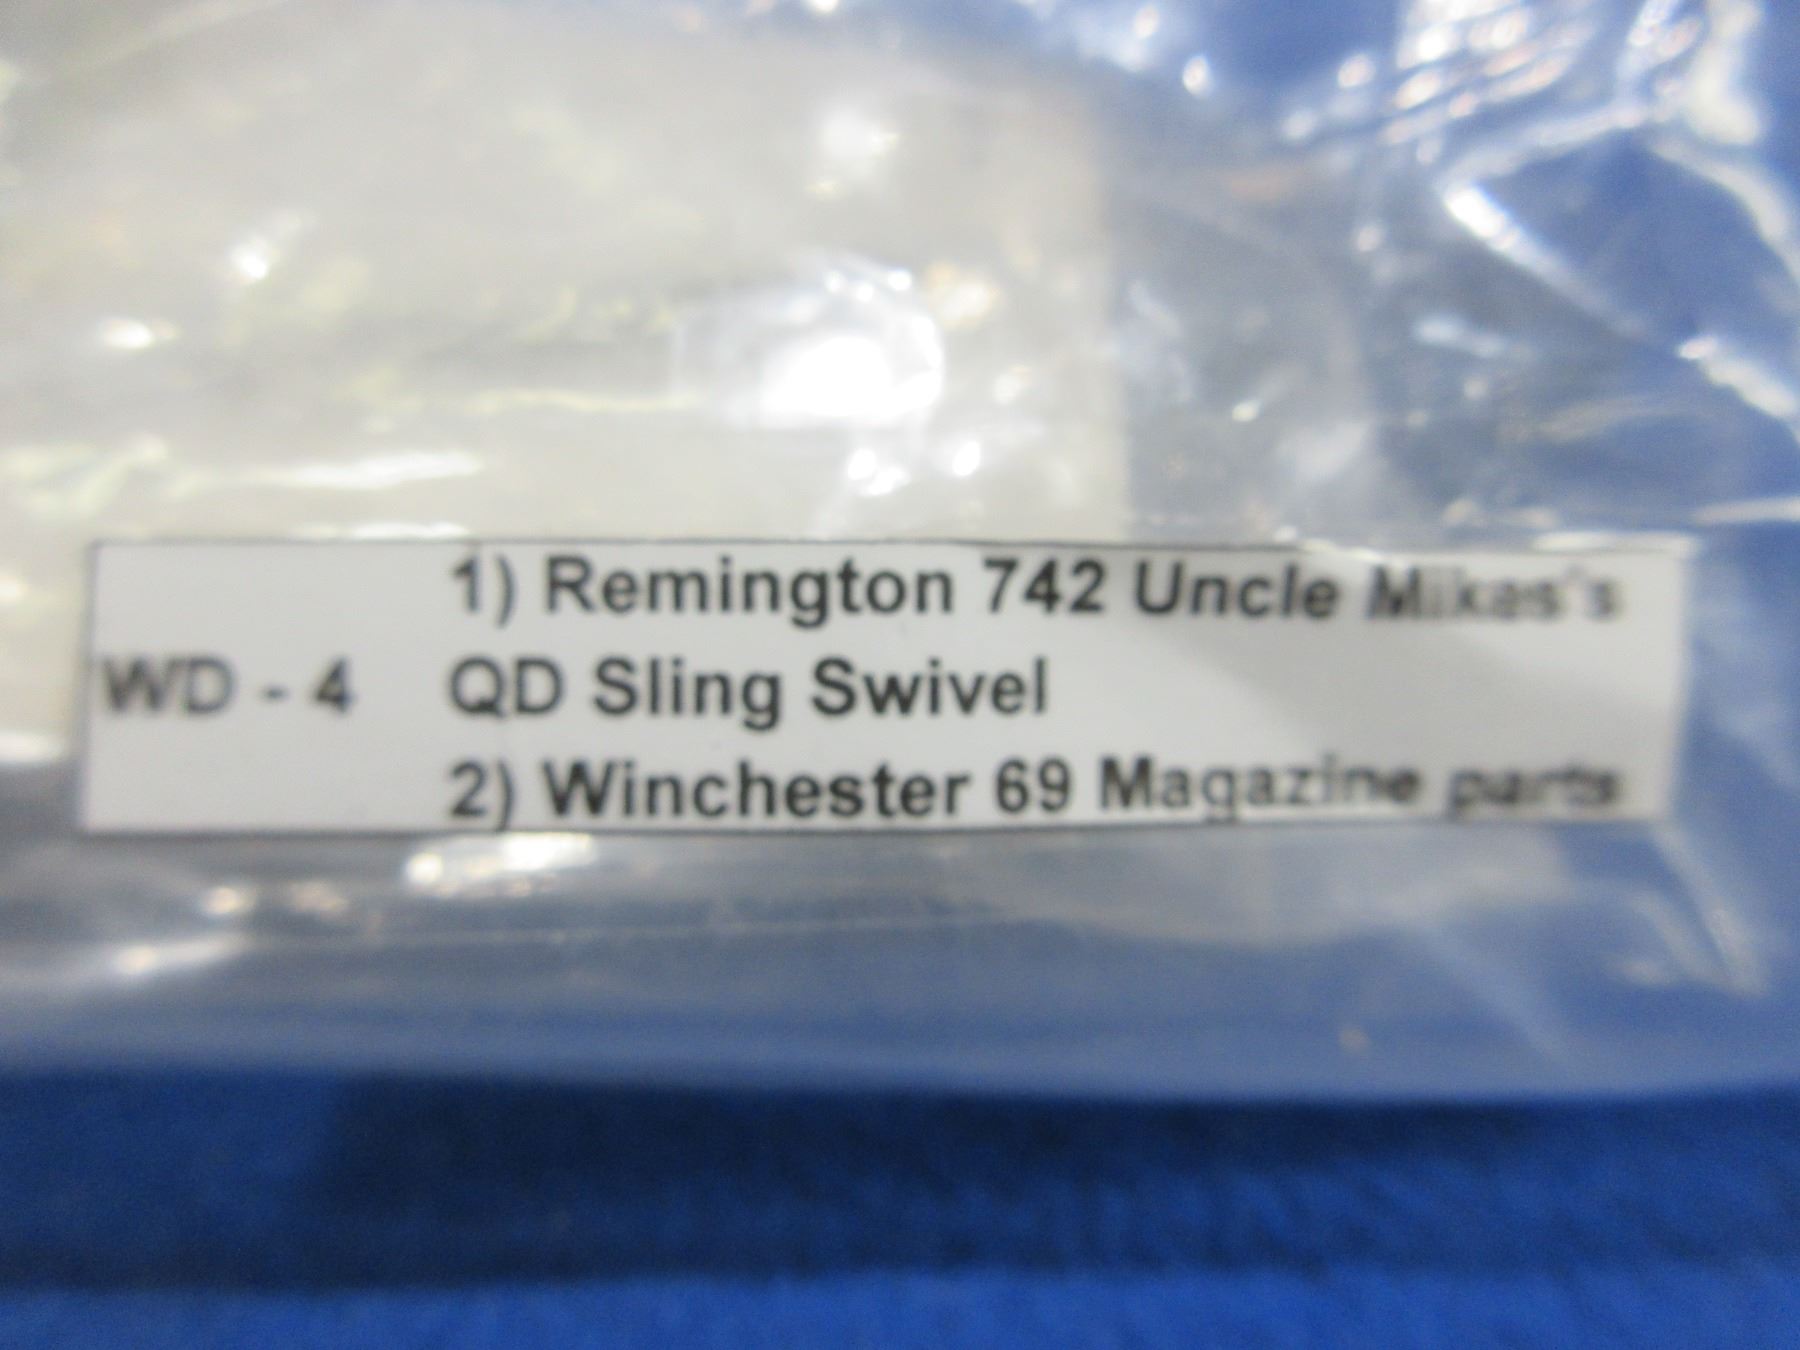 1) Remington 742 Uncle Mikes's
WD - 4 QD Sling Swivel
2) Winchester 69 Magazine parts